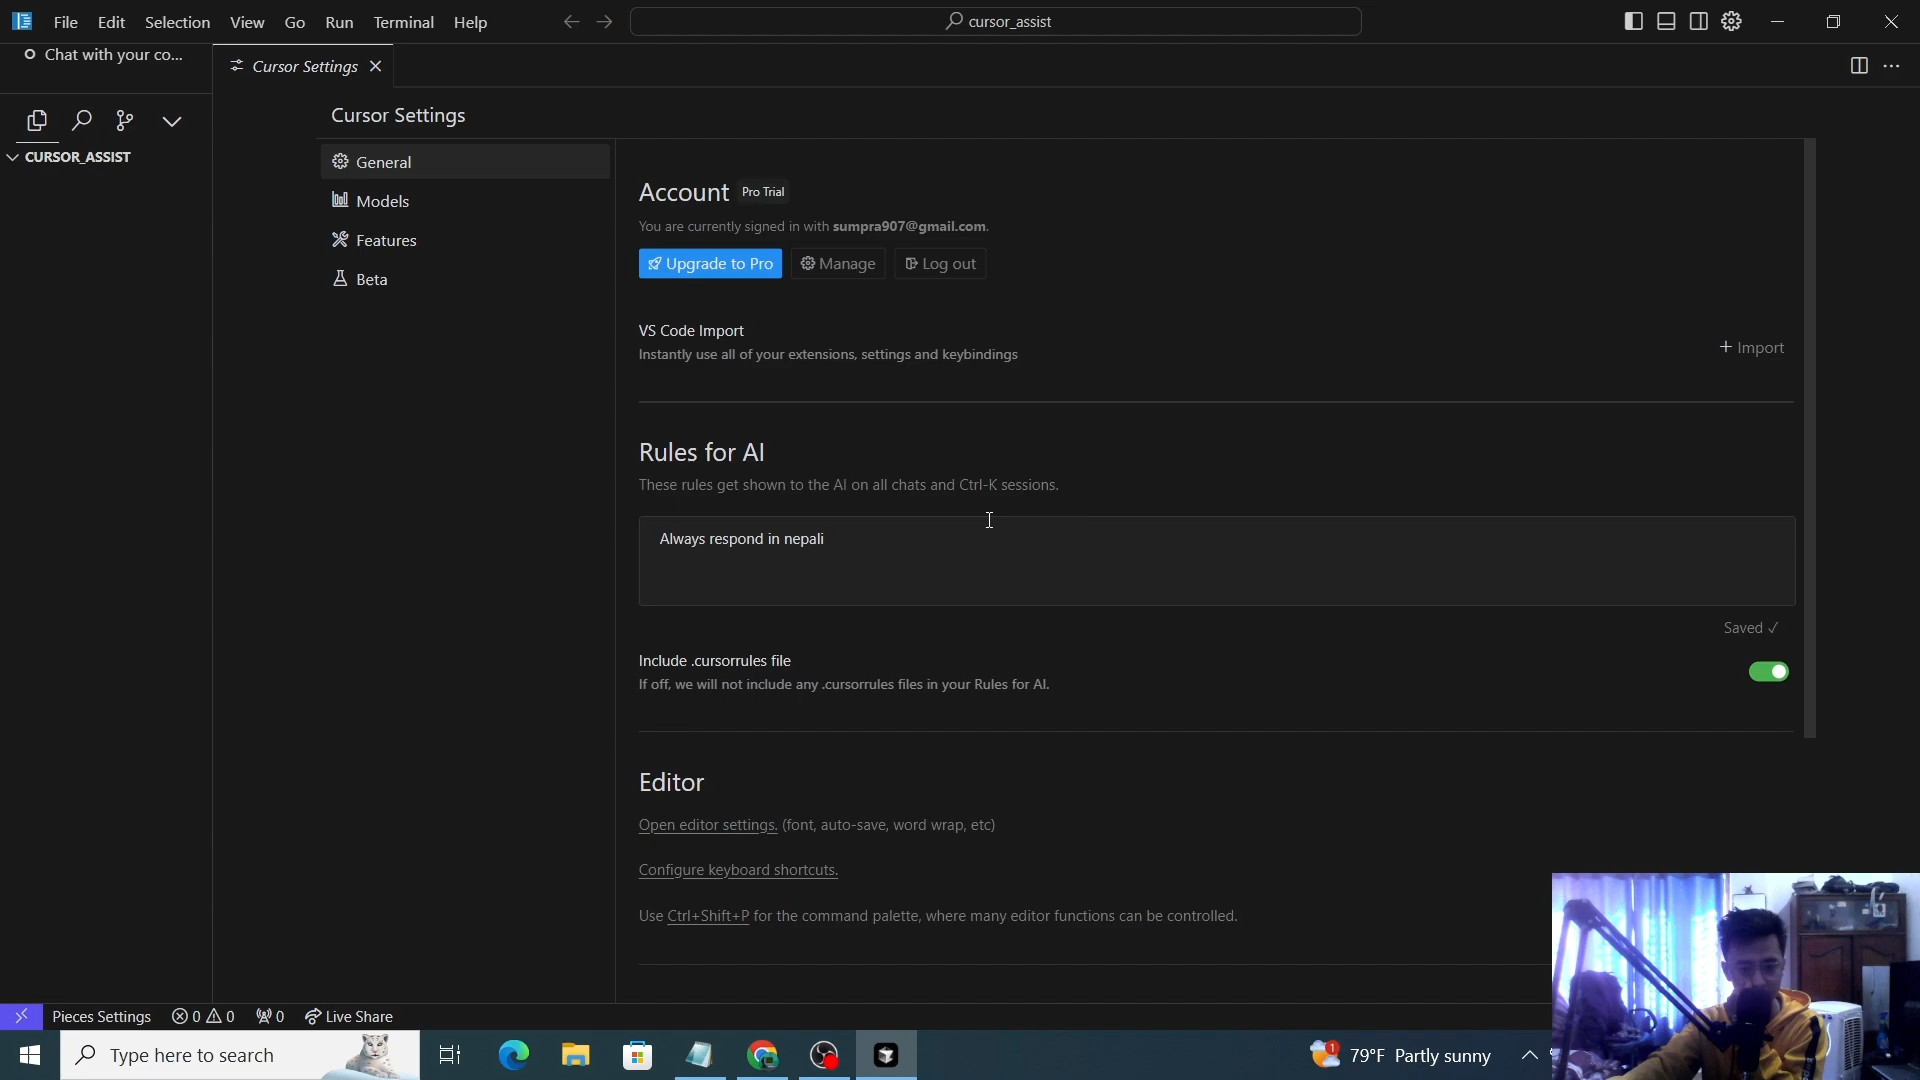 File Edit Selection View Go Run Terminal Help
cursor_assist
Chat with your co...
Cursor Settings
CURSOR_ASSIST
Cursor Settings
General
Models
Features
Beta
Account Pro Trial
You are currently signed in with sumpra907@gmail.com.
Upgrade to Pro Manage Log out
VS Code Import
Instantly use all of your extensions, settings and keybindings
+ Import
Rules for AI
These rules get shown to the AI on all chats and Ctrl-K sessions.
Always respond in nepali
Saved ✓
Include .cursorrules file
If off, we will not include any .cursorrules files in your Rules for AI.
Editor
Open editor settings. (font, auto-save, word wrap, etc)
Configure keyboard shortcuts.
Use Ctrl+Shift+P for the command palette, where many editor functions can be controlled.
Pieces Settings 0 0 0 Live Share
Type here to search
1 79°F Partly sunny